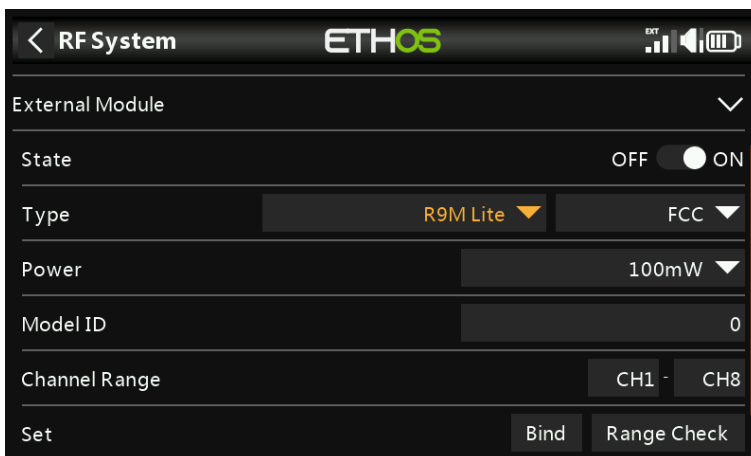 RF System ETHOS EXT
External Module
State OFF ON
Type R9M Lite FCC
Power 100mW
Model ID 0
Channel Range CH1 - CH8
Set Bind Range Check